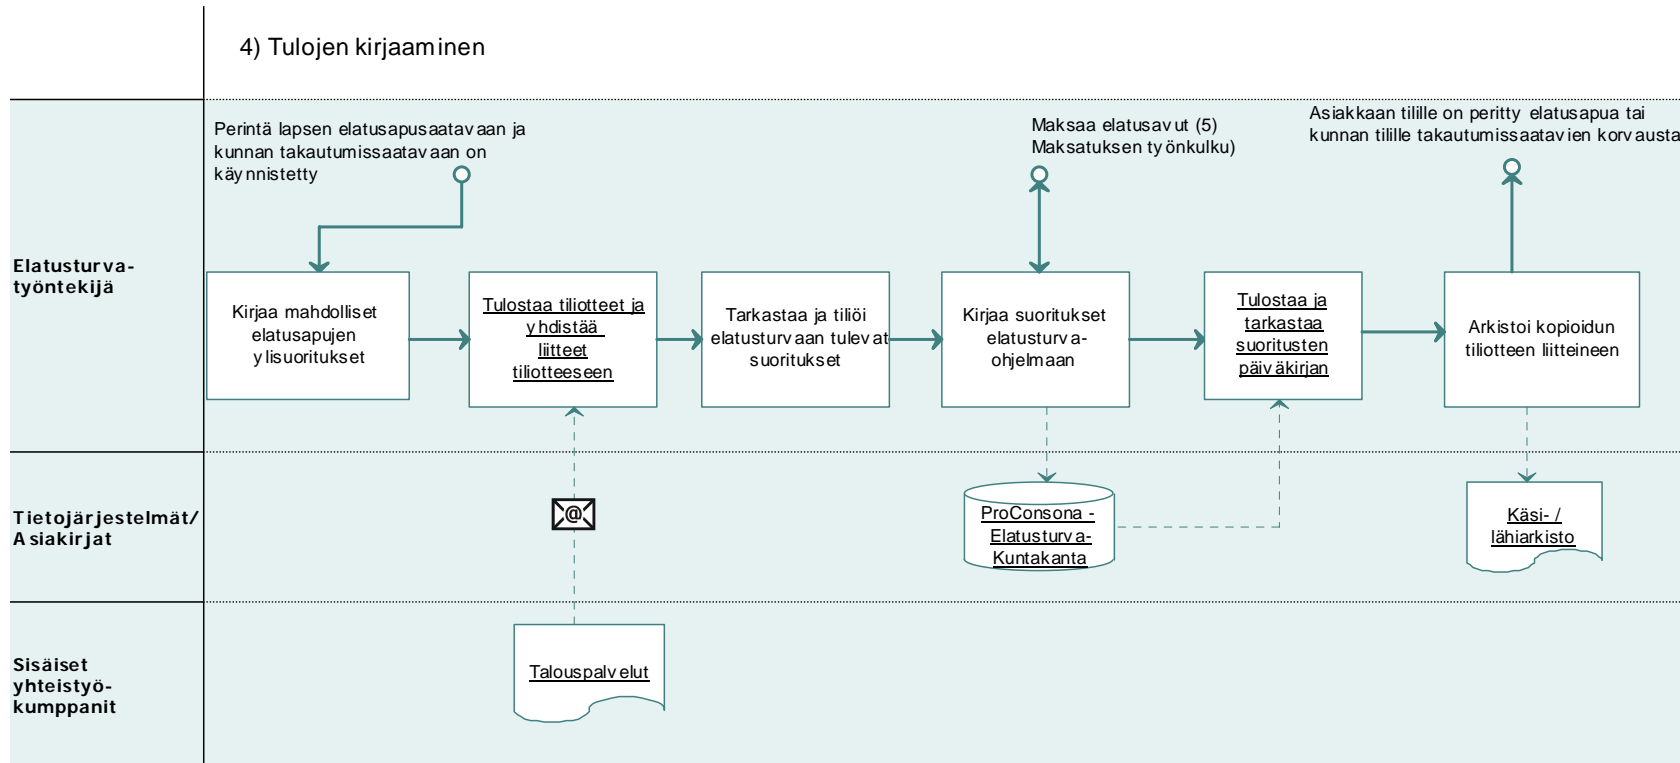 4) Tulojen kirjaaminen
Perintä lapsen elatusapusaatavaan ja
kunnan takautumissaatavaan on
käynnistetty
Maksaa elatusavut (5)
Maksatuksen työnkulku)
Asiakkaan tilille on peritty elatusapua tai
kunnan tilille takautumissaatavien korvausta
Elatusturva-
työntekijä
Kirjaa mahdolliset
elatusapujen
ylisuoritukset
Tulostaa tiliotteet ja
yhdistää
liitteet
tiliotteeseen
Tarkastaa ja tiliöi
elatusturvaan tulevat
suoritukset
Kirjaa suoritukset
elatusturva-
ohjelmaan
Tulostaa ja
tarkastaa
suoritusten
päiväkirjan
Arkistoi kopioidun
tiliotteen liitteineen
Tietojärjestelmät/
Asiakirjat
@
ProConsona -
Elatusturva-
Kuntakanta
Käsi- /
lähiarkisto
Sisäiset
yhteistyö-
kumppanit
Talouspalvelut